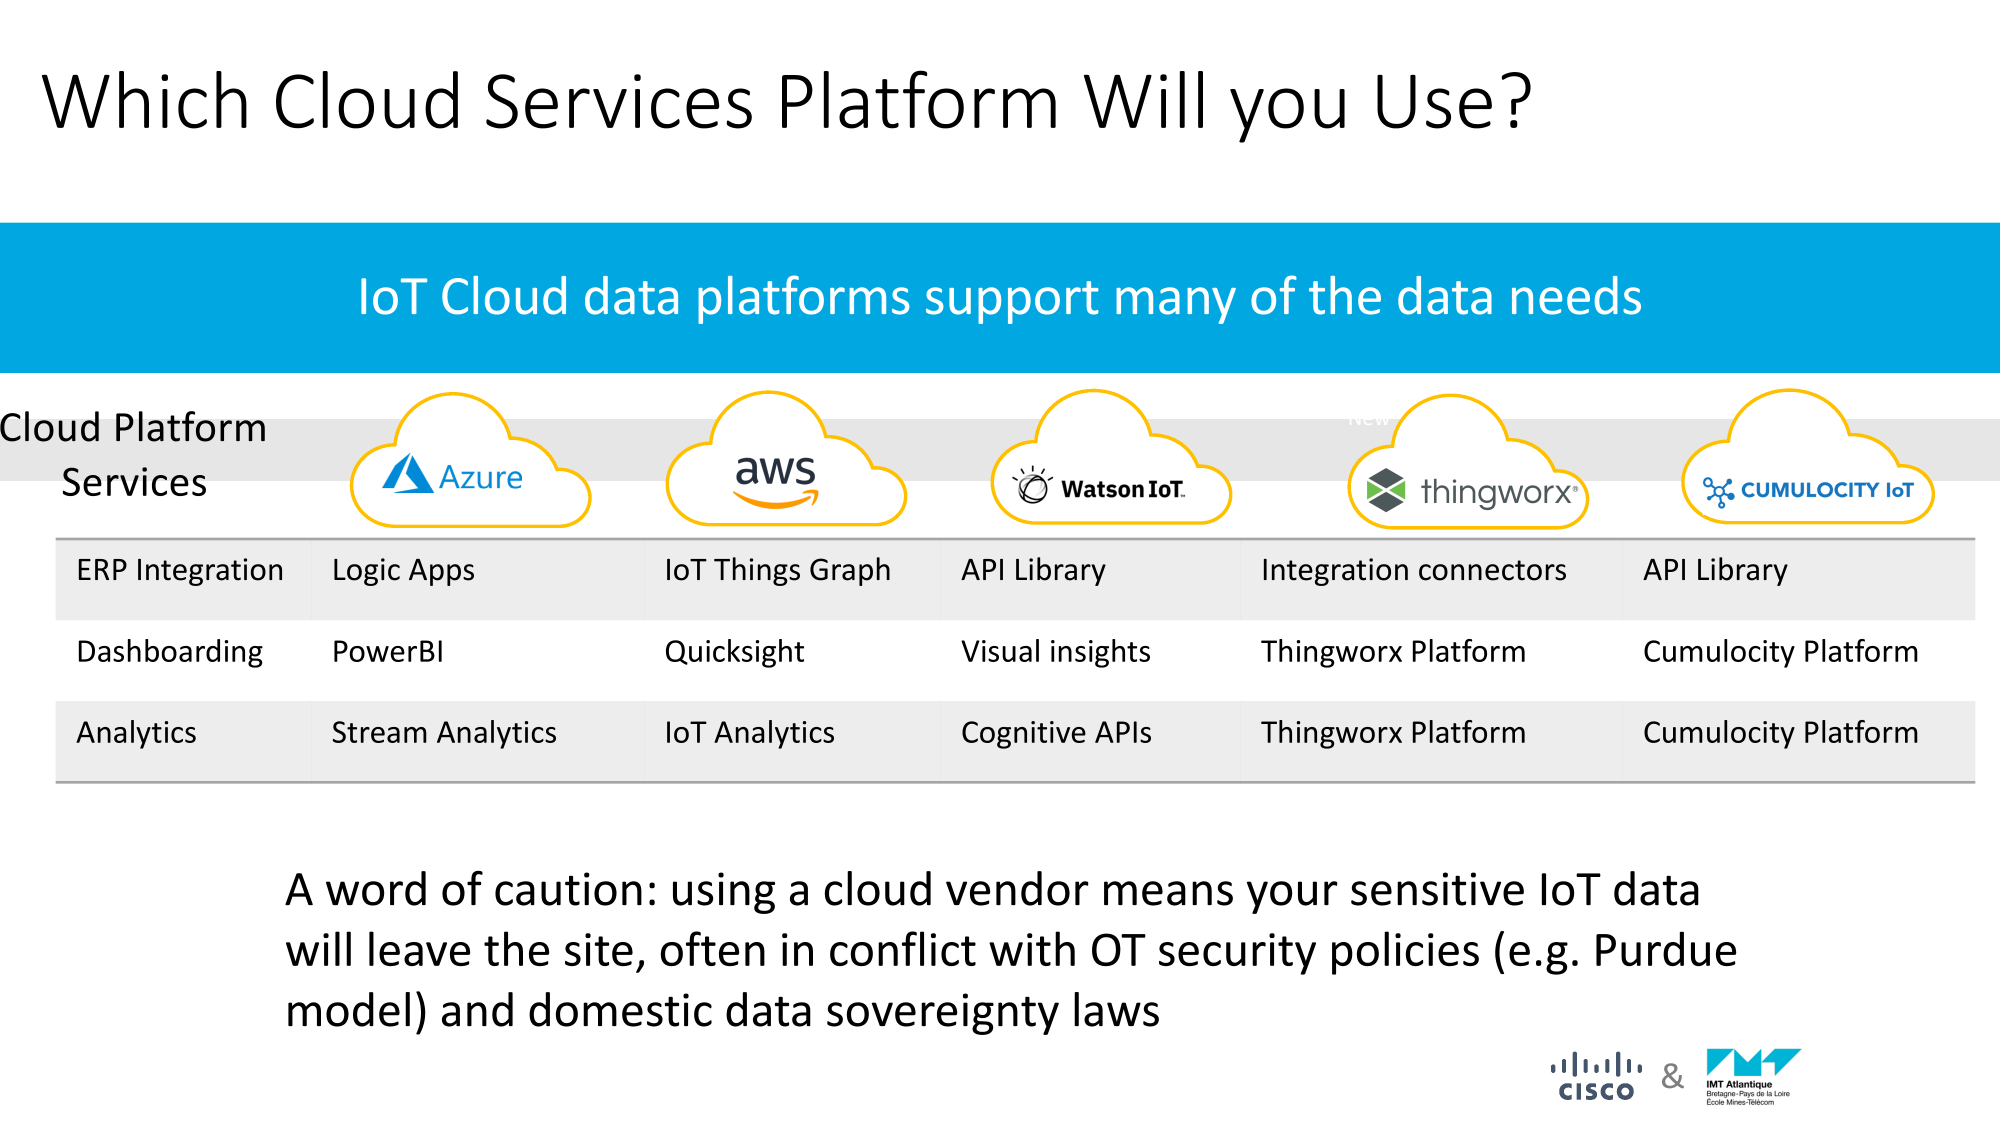 Which Cloud Services Platform Will you Use?
IoT Cloud data platforms support many of the data needs
Cloud Platform
Services
Azure
aws
Watson IoT™
New
thingworx®
CUMULOCITY IoT
ERP Integration Logic Apps IoT Things Graph API Library Integration connectors API Library
Dashboarding PowerBI Quicksight Visual insights Thingworx Platform Cumulocity Platform
Analytics Stream Analytics IoT Analytics Cognitive APIs Thingworx Platform Cumulocity Platform
A word of caution: using a cloud vendor means your sensitive IoT data
will leave the site, often in conflict with OT security policies (e.g. Purdue
model) and domestic data sovereignty laws
CISCO
&
IMT Atlantique
Bretagne-Pays de la Loire
École Mines-Télécom